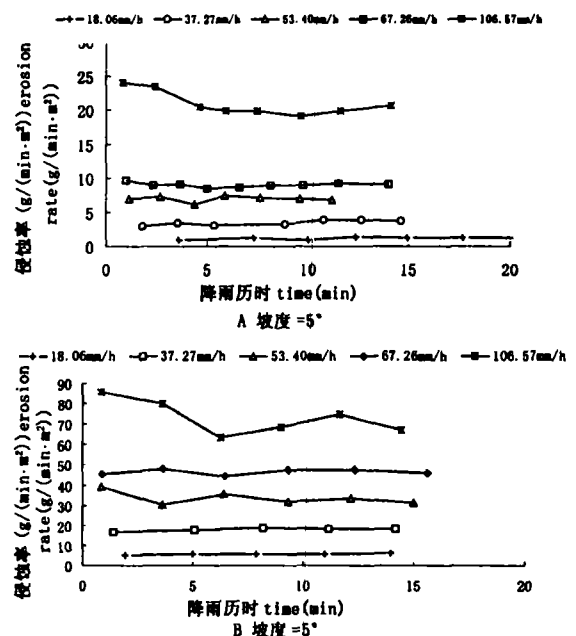 18.06mm/h 37.27mm/h 53.40mm/h 67.26mm/h 106.57mm/h
侵蚀率 (g/(min·m²))erosion
rate(g/(min·m²))
30
25
20
15
10
5
0
0 5 10 15 20
降雨历时 time(min)
A 坡度 =5°
18.06mm/h 37.27mm/h 53.40mm/h 67.26mm/h 106.57mm/h
侵蚀率 (g/(min·m²))erosion
rate(g/(min·m²))
90
80
70
60
50
40
30
20
10
0
0 5 10 15 20
降雨历时 time(min)
B 坡度 =5°